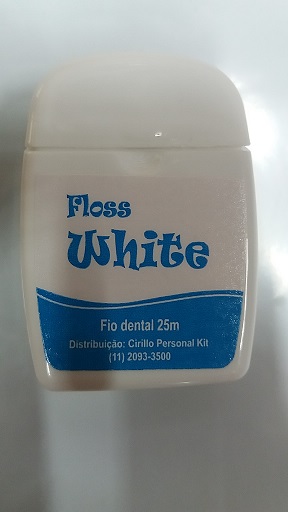 Floss
White
Fio dental 25m
Distribuição: Cirillo Personal Kit
(11) 2093-3500